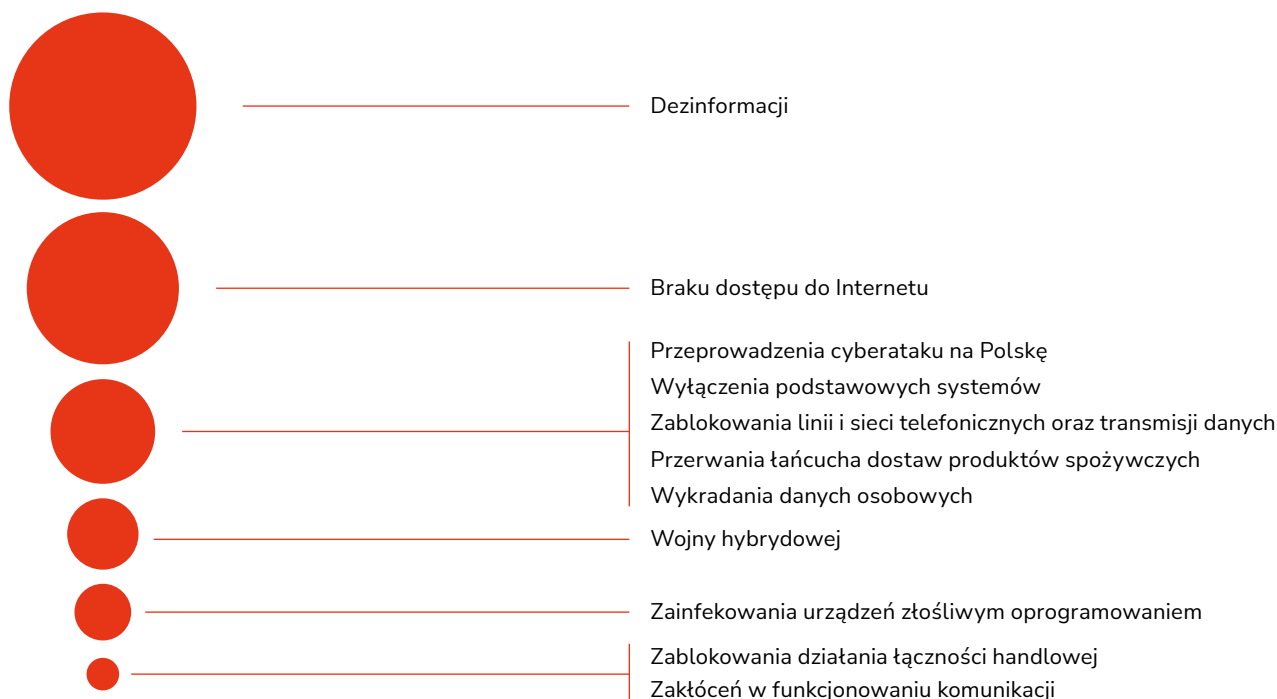 Dezinformacji
Braku dostępu do Internetu
Przeprowadzenia cyberataku na Polskę
Wyłączenia podstawowych systemów
Zablokowania linii i sieci telefonicznych oraz transmisji danych
Przerwania łańcucha dostaw produktów spożywczych
Wykradania danych osobowych
Wojny hybrydowej
Zainfekowania urządzeń złośliwym oprogramowaniem
Zablokowania działania łączności handlowej
Zakłóceń w funkcjonowaniu komunikacji